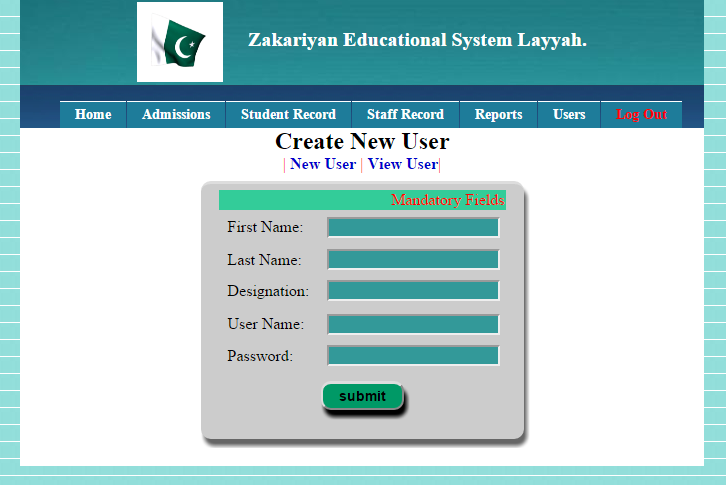 Zakariyan Educational System Layyah.
Home Admissions Student Record Staff Record Reports Users Log Out
Create New User
| New User | View User|
Mandatory Fields
First Name:
Last Name:
Designation:
User Name:
Password:
submit